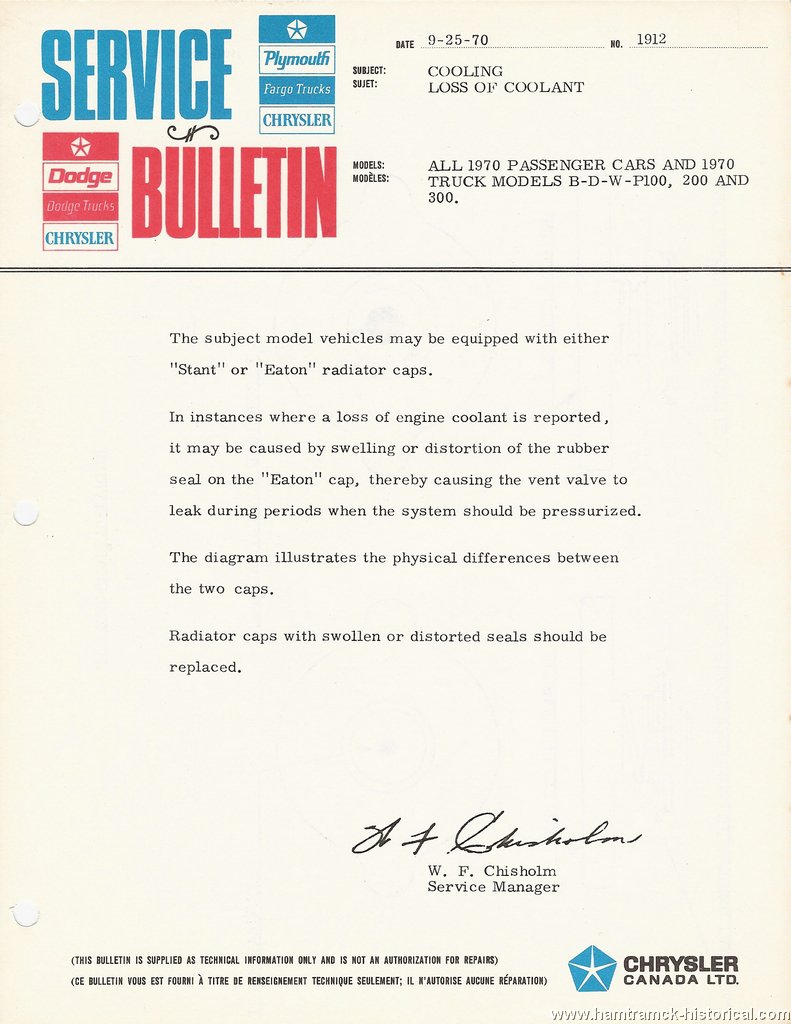 SERVICE
BULLETIN
Plymouth
Fargo Trucks
CHRYSLER
Dodge
Dodge Trucks
CHRYSLER
DATE 9-25-70 NO. 1912
SUBJECT: COOLING
SUJET: LOSS OF COOLANT
MODELS: ALL 1970 PASSENGER CARS AND 1970
MODÈLES: TRUCK MODELS B-D-W-P100, 200 AND
300.
The subject model vehicles may be equipped with either
"Stant" or "Eaton" radiator caps.
In instances where a loss of engine coolant is reported,
it may be caused by swelling or distortion of the rubber
seal on the "Eaton" cap, thereby causing the vent valve to
leak during periods when the system should be pressurized.
The diagram illustrates the physical differences between
the two caps.
Radiator caps with swollen or distorted seals should be
replaced.
W F Chisholm
W. F. Chisholm
Service Manager
(THIS BULLETIN IS SUPPLIED AS TECHNICAL INFORMATION ONLY AND IS NOT AN AUTHORIZATION FOR REPAIRS)
(CE BULLETIN VOUS EST FOURNI À TITRE DE RENSEIGNEMENT TECHNIQUE SEULEMENT; IL N'AUTORISE AUCUNE RÉPARATION)
CHRYSLER
CANADA LTD.
www.hamtramck-historical.com